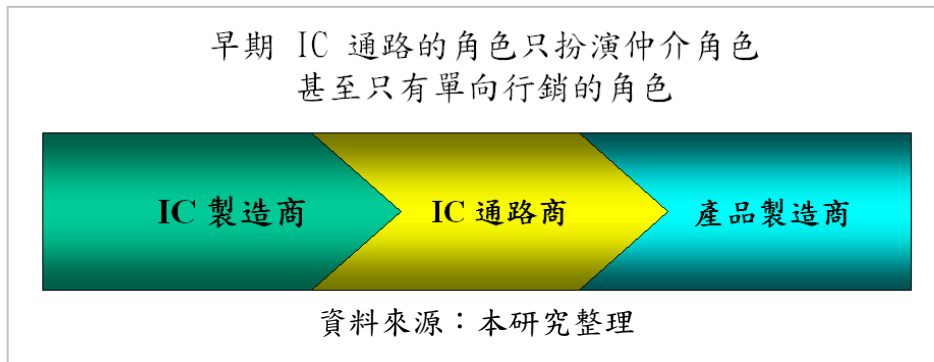 早期 IC 通路的角色只扮演仲介角色
甚至只有單向行銷的角色
IC 製造商
IC 通路商
產品製造商
資料來源：本研究整理